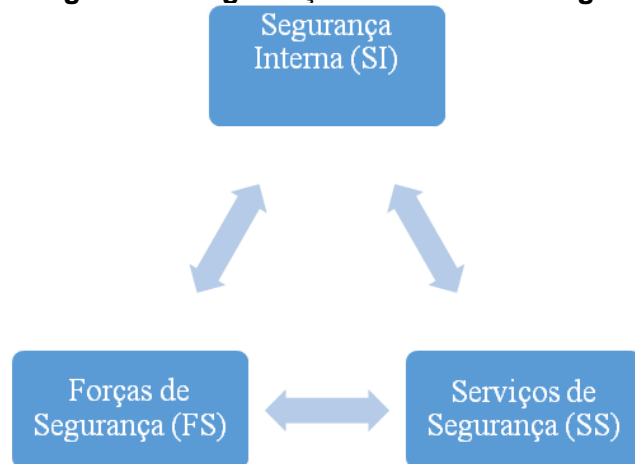 Segurança
Interna (SI)
Forças de
Segurança (FS)
Serviços de
Segurança (SS)